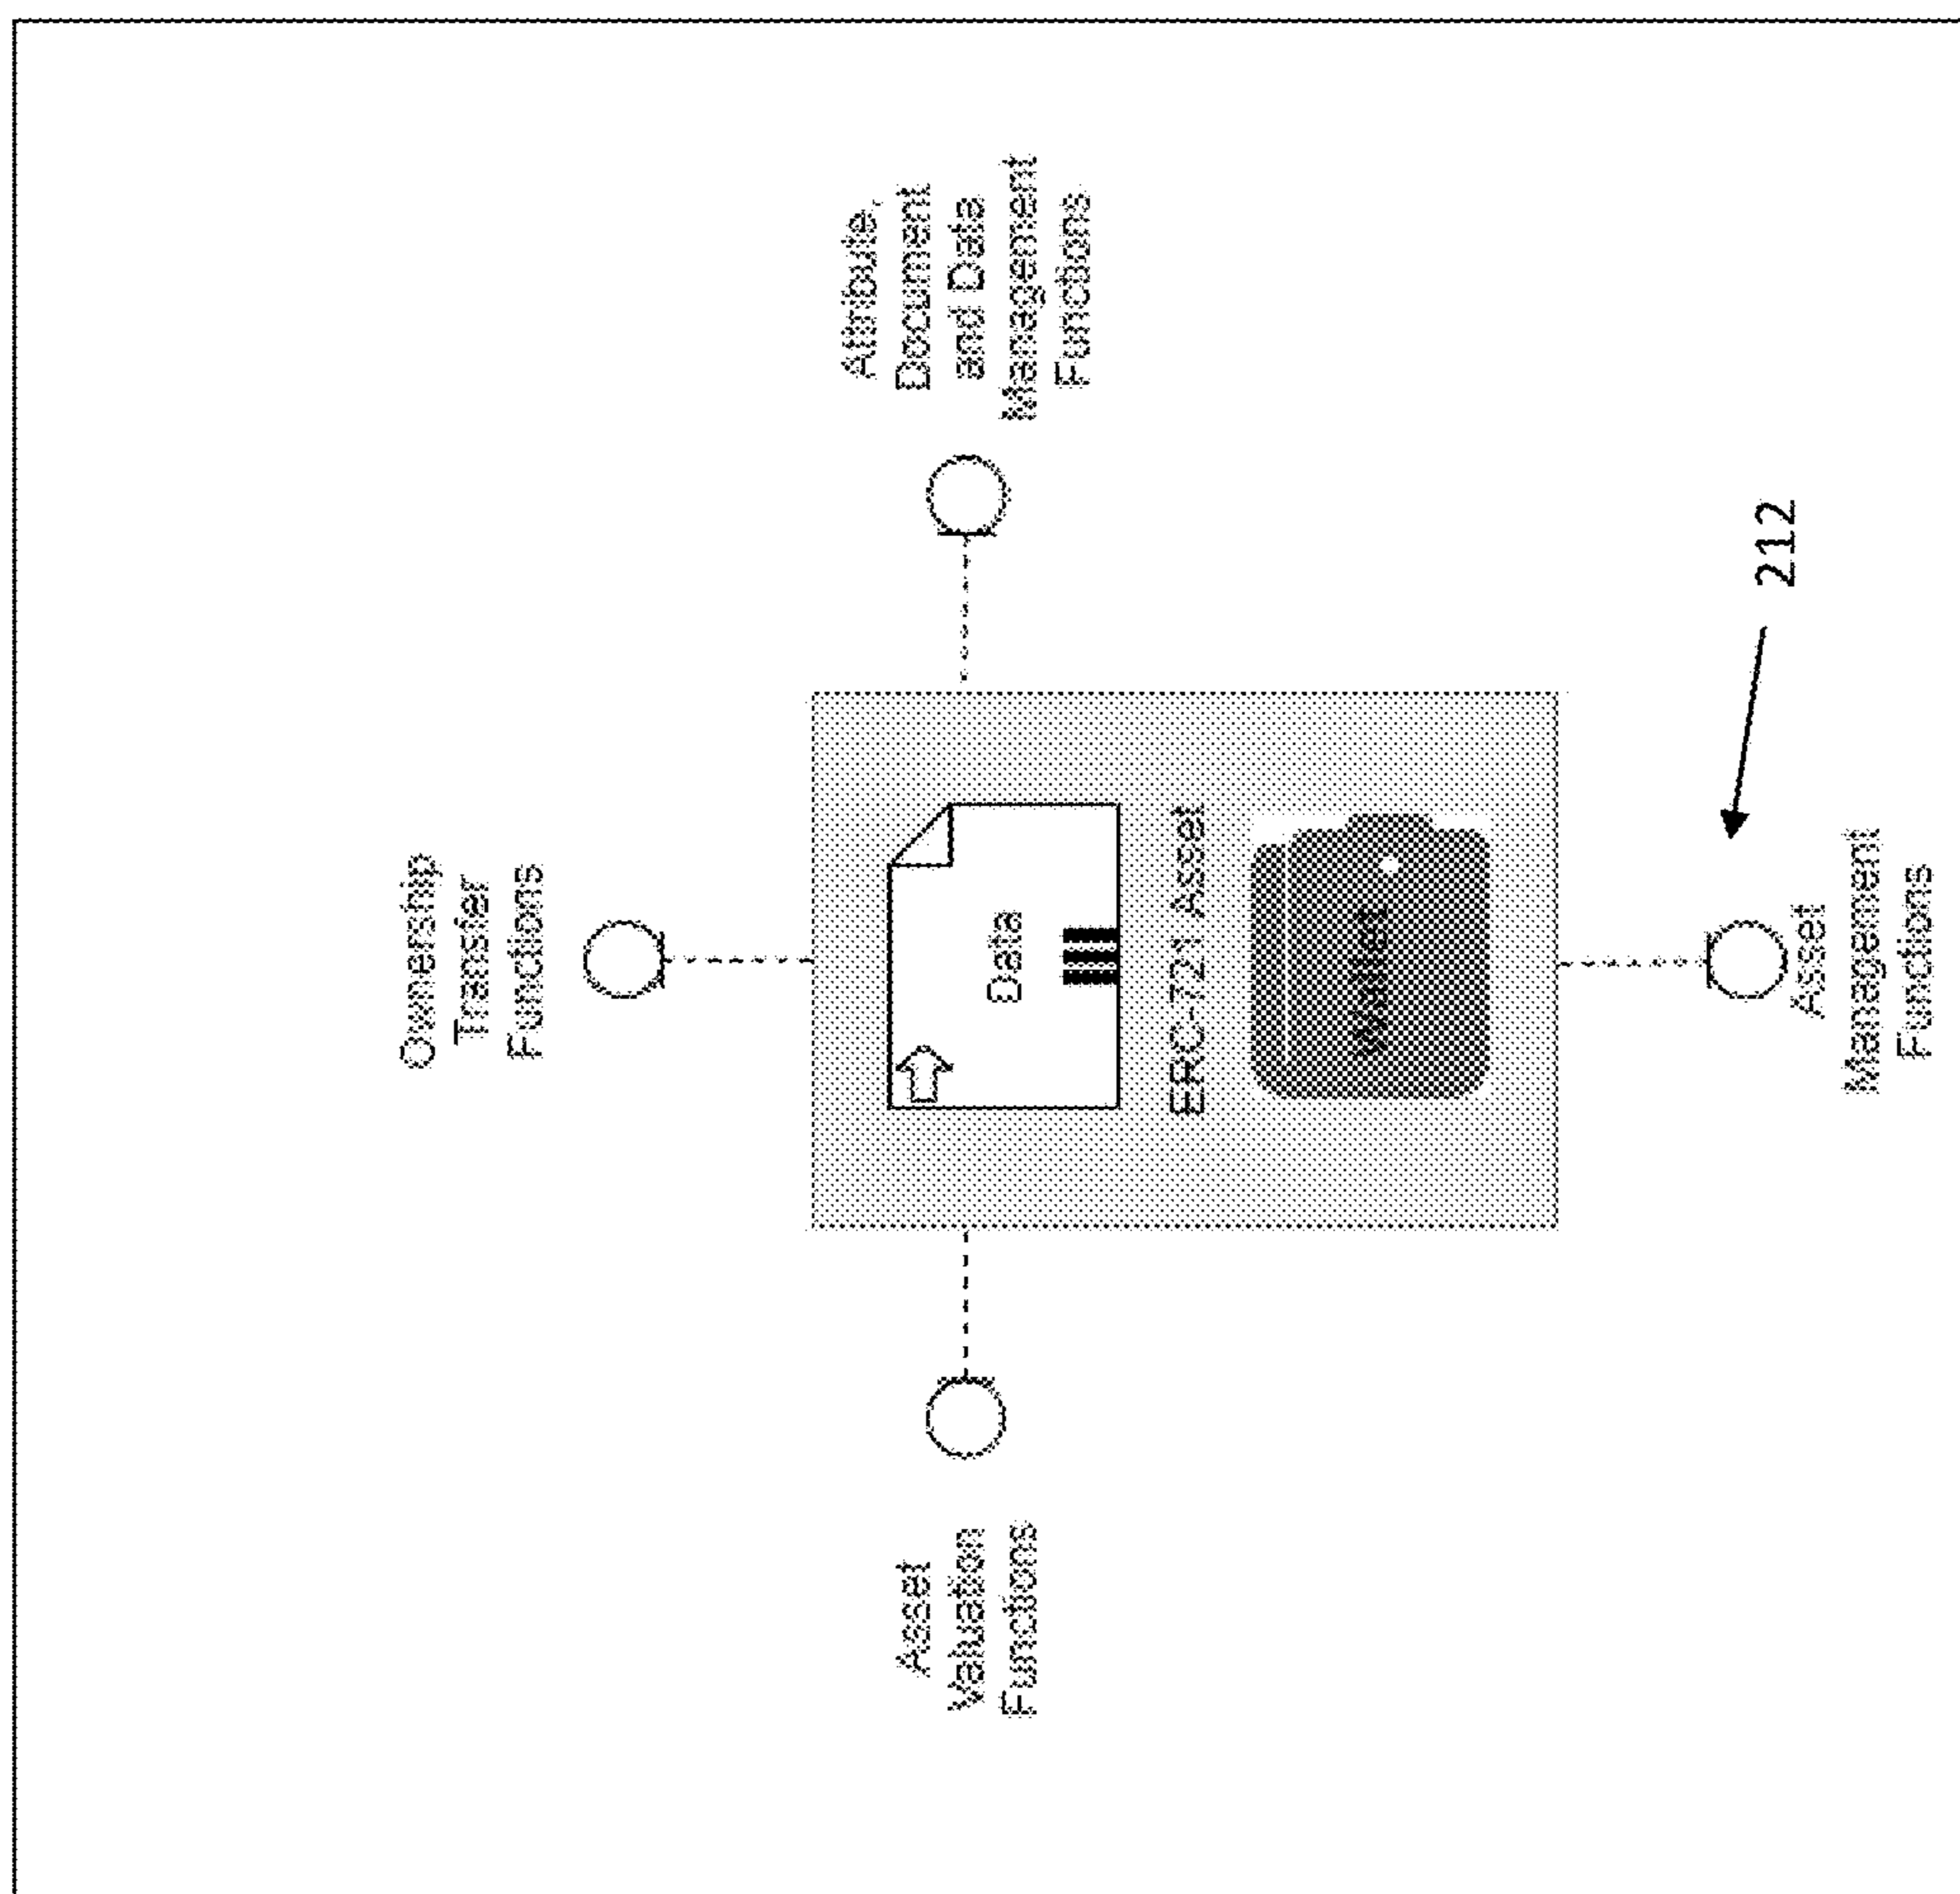 Ownership
Transfer
Functions
Asset
Valuation
Functions
Data
ERC-721 Asset
Wallet
Attribute,
Document
and Data
Management
Functions
212
Asset
Management
Functions